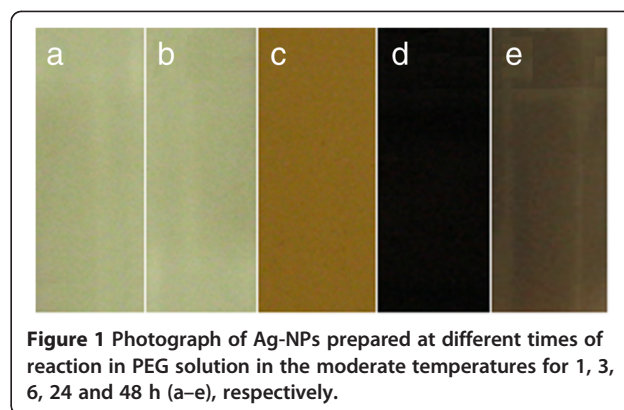 a b c d e
Figure 1 Photograph of Ag-NPs prepared at different times of
reaction in PEG solution in the moderate temperatures for 1, 3,
6, 24 and 48 h (a–e), respectively.